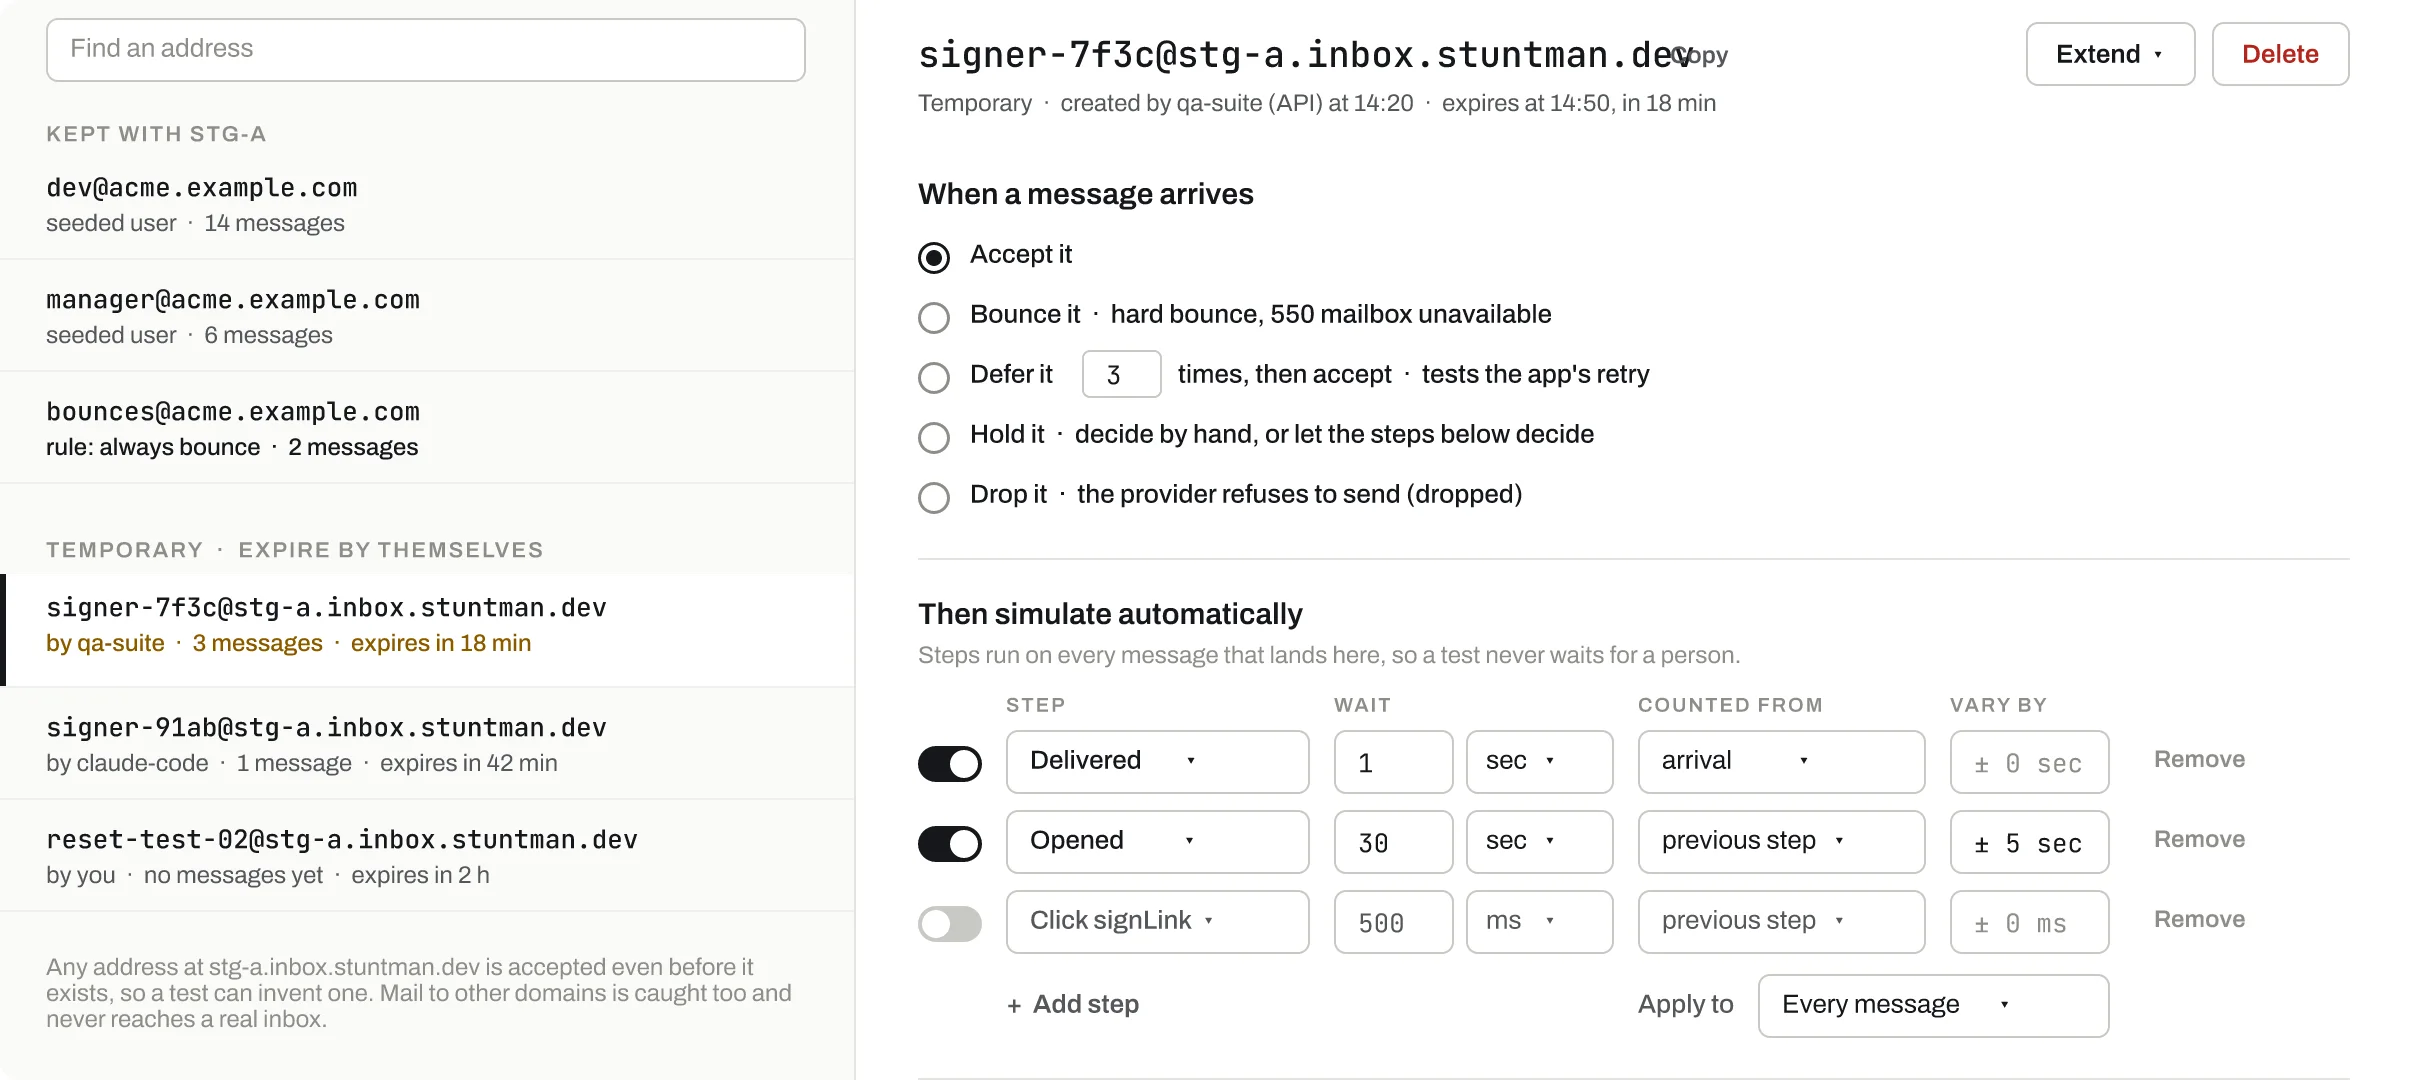 Find an address
KEPT WITH STG-A
dev@acme.example.com
seeded user · 14 messages
manager@acme.example.com
seeded user · 6 messages
bounces@acme.example.com
rule: always bounce · 2 messages
TEMPORARY · EXPIRE BY THEMSELVES
signer-7f3c@stg-a.inbox.stuntman.dev
by qa-suite · 3 messages · expires in 18 min
signer-91ab@stg-a.inbox.stuntman.dev
by claude-code · 1 message · expires in 42 min
reset-test-02@stg-a.inbox.stuntman.dev
by you · no messages yet · expires in 2 h
Any address at stg-a.inbox.stuntman.dev is accepted even before it
exists, so a test can invent one. Mail to other domains is caught too and
never reaches a real inbox.
signer-7f3c@stg-a.inbox.stuntman.dev Copy Extend Delete
Temporary · created by qa-suite (API) at 14:20 · expires at 14:50, in 18 min
When a message arrives
Accept it
Bounce it · hard bounce, 550 mailbox unavailable
Defer it 3 times, then accept · tests the app's retry
Hold it · decide by hand, or let the steps below decide
Drop it · the provider refuses to send (dropped)
Then simulate automatically
Steps run on every message that lands here, so a test never waits for a person.
STEP WAIT COUNTED FROM VARY BY
Delivered 1 sec arrival ± 0 sec Remove
Opened 30 sec previous step ± 5 sec Remove
Click signLink 500 ms previous step ± 0 ms Remove
+ Add step Apply to Every message